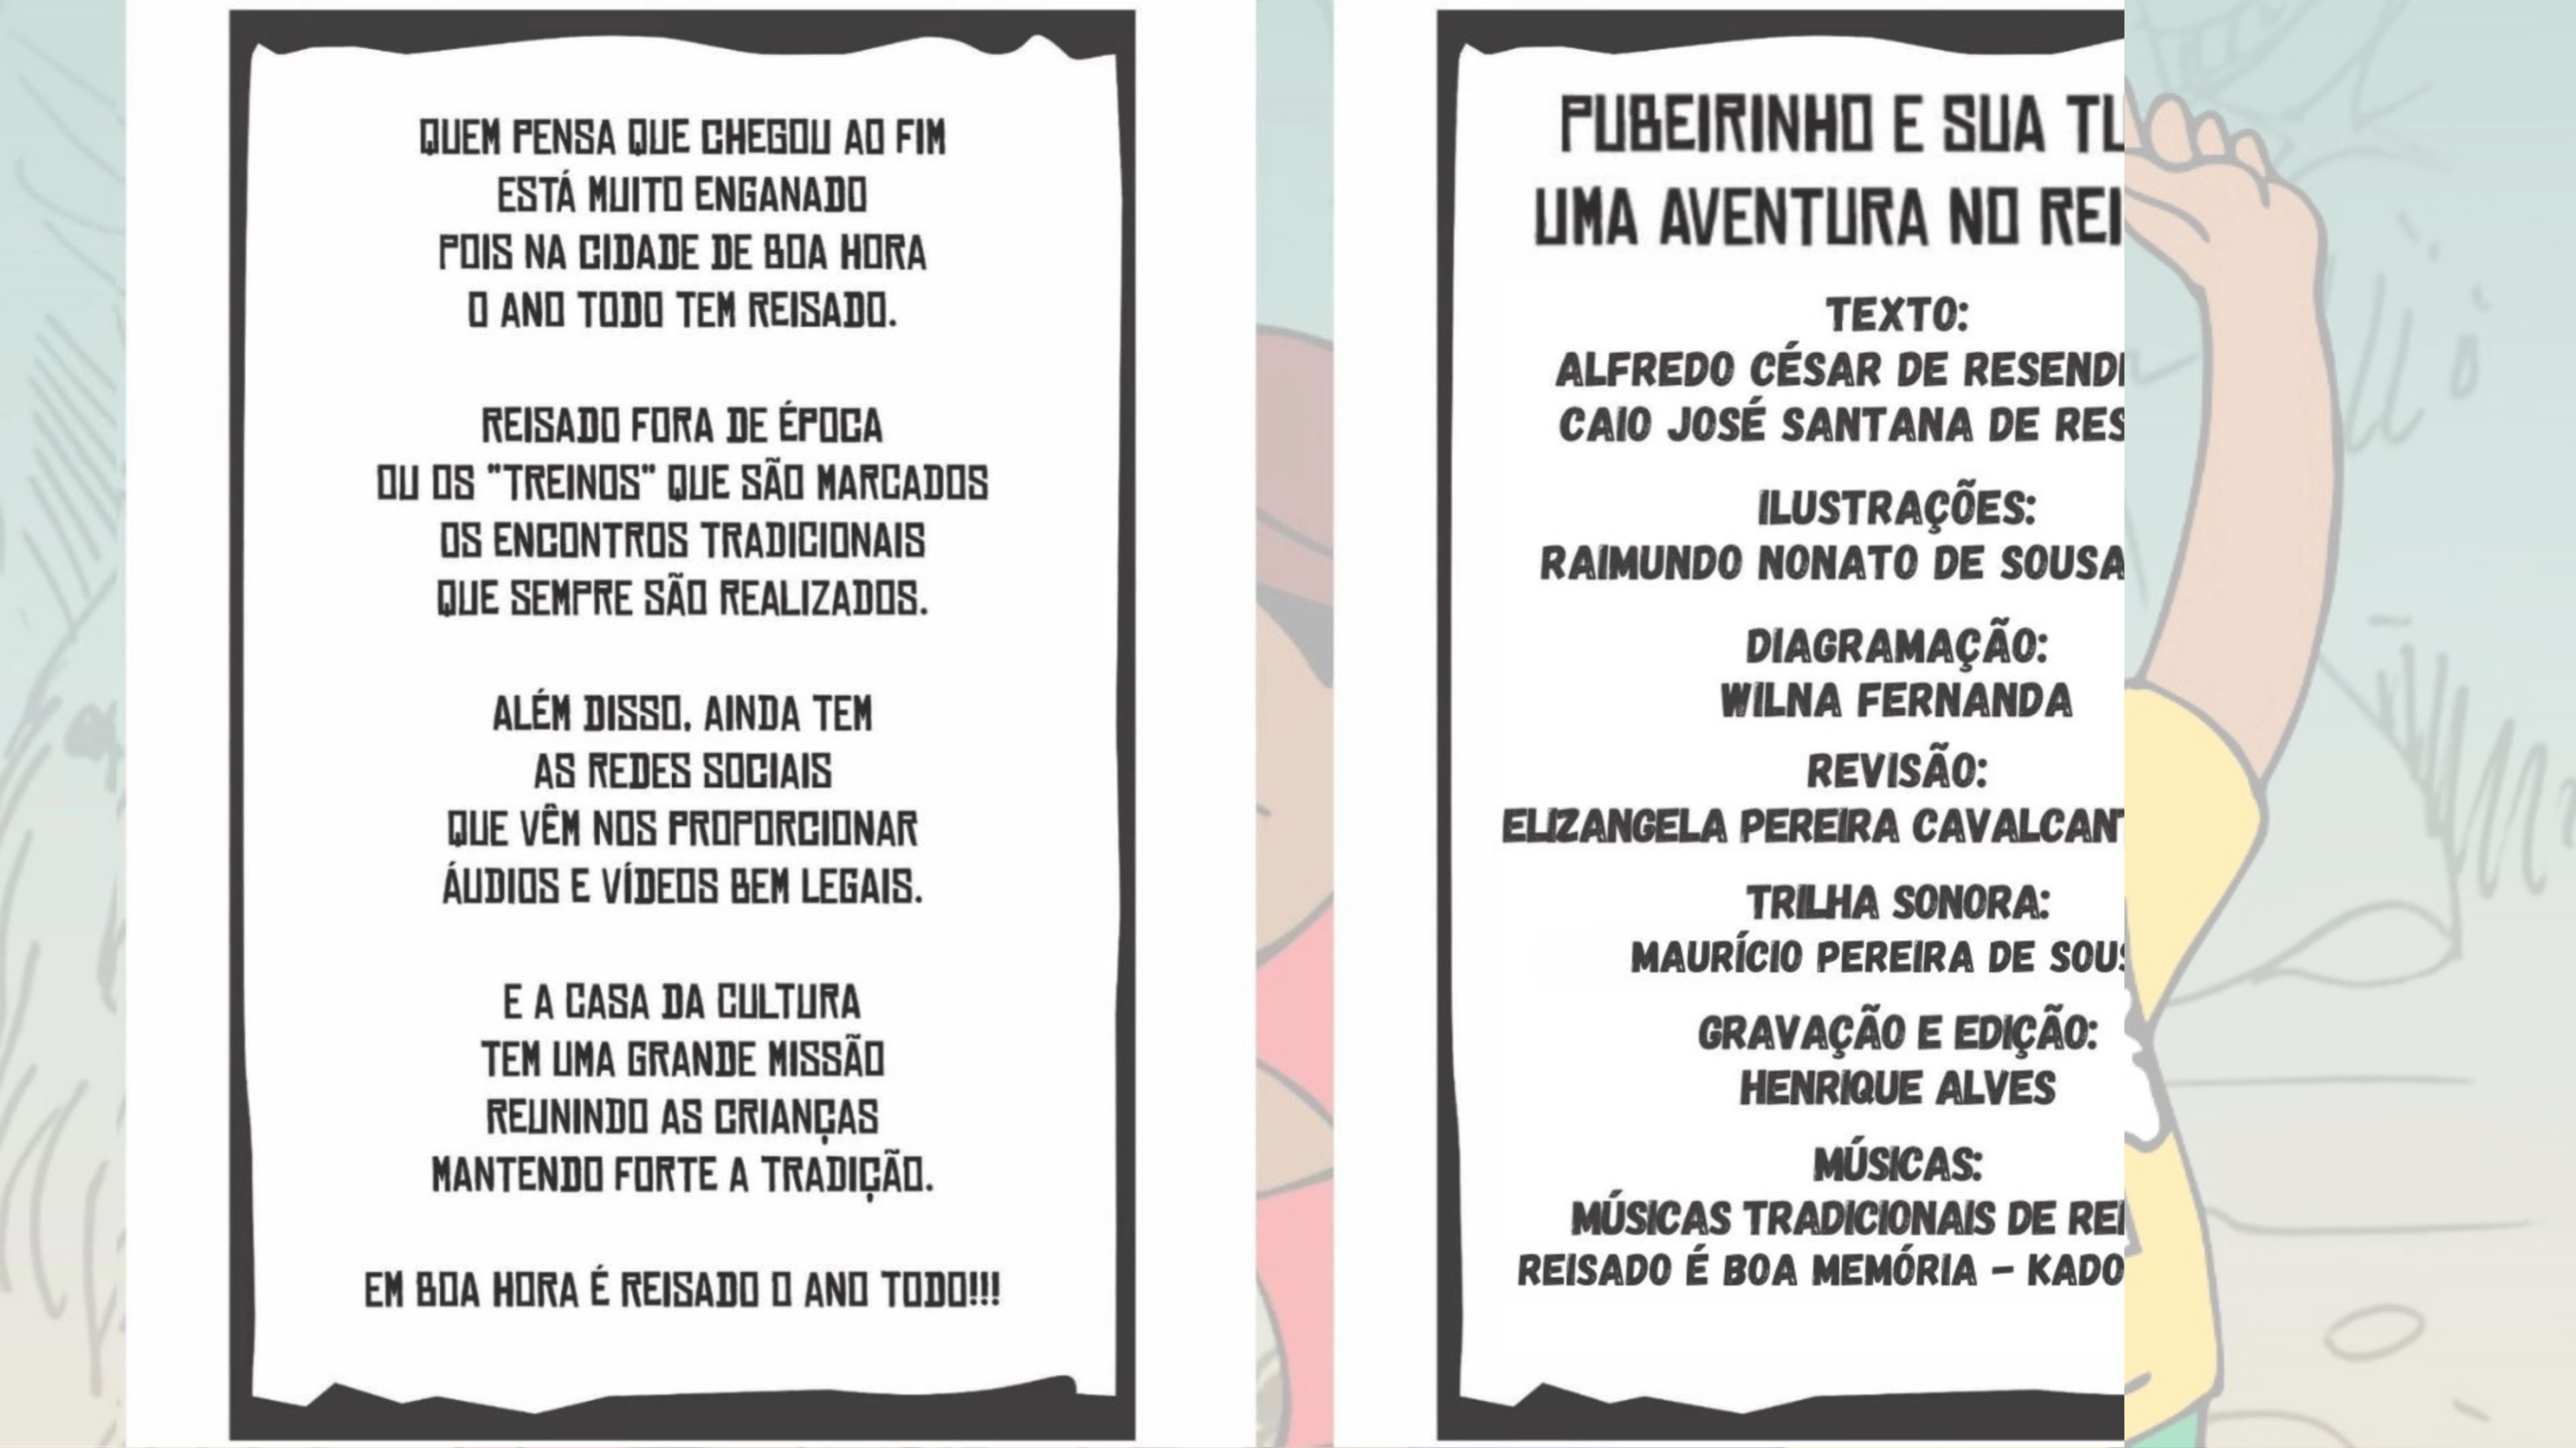 QUEM PENSA QUE CHEGOU AO FIM
ESTÁ MUITO ENGANADO
POIS NA CIDADE DE BOA HORA
O ANO TODO TEM REISADO.
REISADO FORA DE ÉPOCA
OU OS "TREINOS" QUE SÃO MARCADOS
OS ENCONTROS TRADICIONAIS
QUE SEMPRE SÃO REALIZADOS.
ALÉM DISSO, AINDA TEM
AS REDES SOCIAIS
QUE VÊM NOS PROPORCIONAR
ÁUDIOS E VÍDEOS BEM LEGAIS.
E A CASA DA CULTURA
TEM UMA GRANDE MISSÃO
REUNINDO AS CRIANÇAS
MANTENDO FORTE A TRADIÇÃO.
EM BOA HORA É REISADO O ANO TODO!!!
PUBEIRINHO E SUA
UMA AVENTURA NO
TEXTO:
ALFREDO CÉSAR DE
CAIO JOSÉ SANTANA DE
ILUSTRAÇÕES:
RAIMUNDO NONATO DE SOUSA
DIAGRAMAÇÃO:
WILNA FERNANDA
REVISÃO:
ELIZANGELA PEREIRA
TRILHA SONORA:
MAURÍCIO PEREIRA DE
GRAVAÇÃO E EDIÇÃO:
HENRIQUE ALVES
MÚSICAS:
MÚSICAS TRADICIONAIS DE
REISADO É BOA MEMÓRIA - KADO